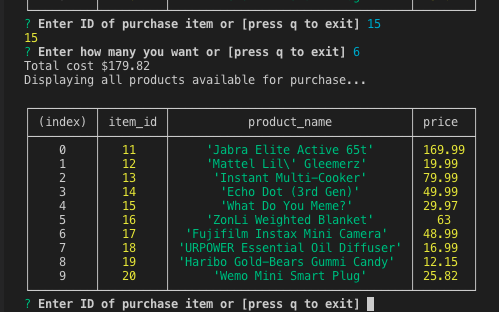 ? Enter ID of purchase item or [press q to exit] 15
15
? Enter how many you want or [press q to exit] 6
Total cost $179.82
Displaying all products available for purchase...
(index) item_id product_name price
0 11 'Jabra Elite Active 65t' 169.99
1 12 'Mattel Lil\' Gleemerz' 19.99
2 13 'Instant Multi-Cooker' 79.99
3 14 'Echo Dot (3rd Gen)' 49.99
4 15 'What Do You Meme?' 29.97
5 16 'ZonLi Weighted Blanket' 63
6 17 'Fujifilm Instax Mini Camera' 48.99
7 18 'URPOWER Essential Oil Diffuser' 16.99
8 19 'Haribo Gold-Bears Gummi Candy' 12.15
9 20 'Wemo Mini Smart Plug' 25.82
? Enter ID of purchase item or [press q to exit]